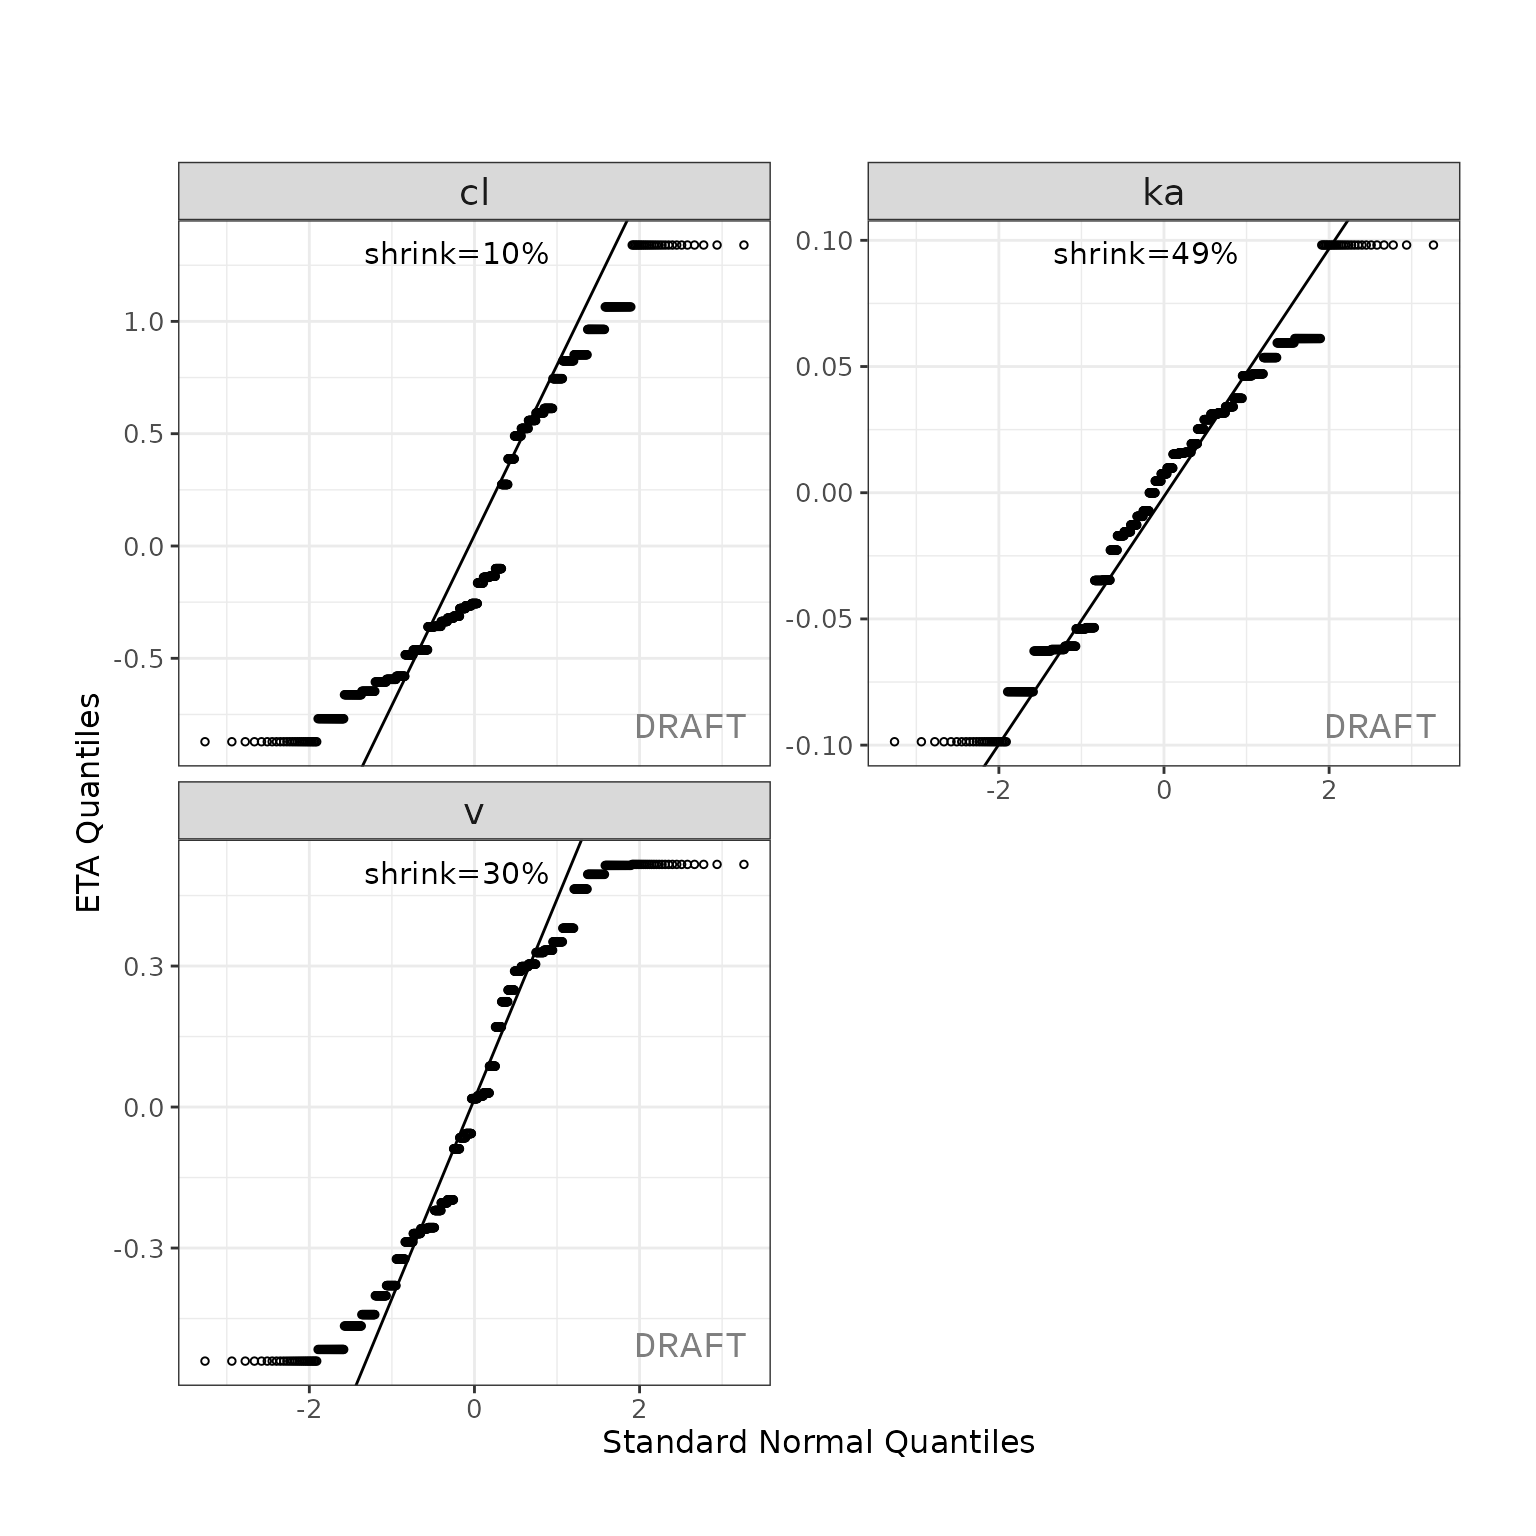 cl
shrink=10%
1.0
0.5
0.0
-0.5
DRAFT
ka
shrink=49%
0.10
0.05
0.00
-0.05
-0.10
DRAFT
-2 0 2
v
shrink=30%
0.3
0.0
-0.3
DRAFT
-2 0 2
ETA Quantiles
Standard Normal Quantiles